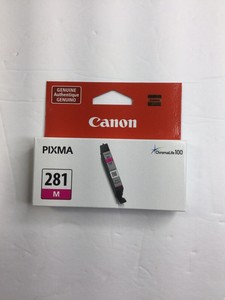 GENUINE
Authentique
GENUINO
Canon
PIXMA
ChromaLife100
281
M